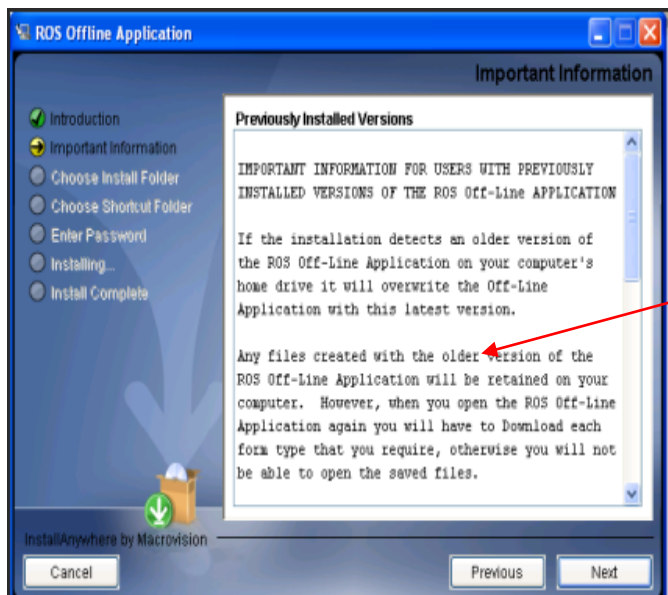 ROS Offline Application
Important Information
Introduction
Important Information
Choose Install Folder
Choose Shortcut Folder
Enter Password
Installing...
Install Complete
Previously Installed Versions
IMPORTANT INFORMATION FOR USERS WITH PREVIOUSLY
INSTALLED VERSIONS OF THE ROS Off-Line APPLICATION
If the installation detects an older version of
the ROS Off-Line Application on your computer's
home drive it will overwrite the Off-Line
Application with this latest version.
Any files created with the older version of the
ROS Off-Line Application will be retained on your
computer. However, when you open the ROS Off-Line
Application again you will have to Download each
form type that you require, otherwise you will not
be able to open the saved files.
InstallAnywhere by Macrovision
Cancel
Previous
Next